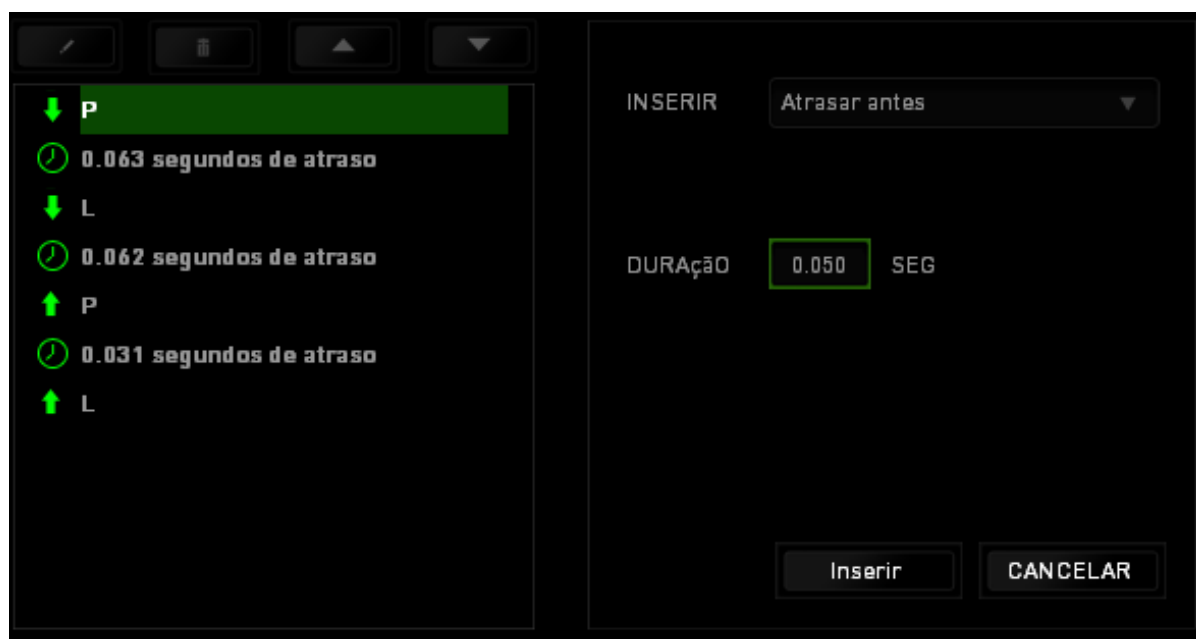 P
0.063 segundos de atraso
L
0.062 segundos de atraso
P
0.031 segundos de atraso
L
INSERIR Atrasar antes
DURAçãO 0.050 SEG
Inserir CANCELAR